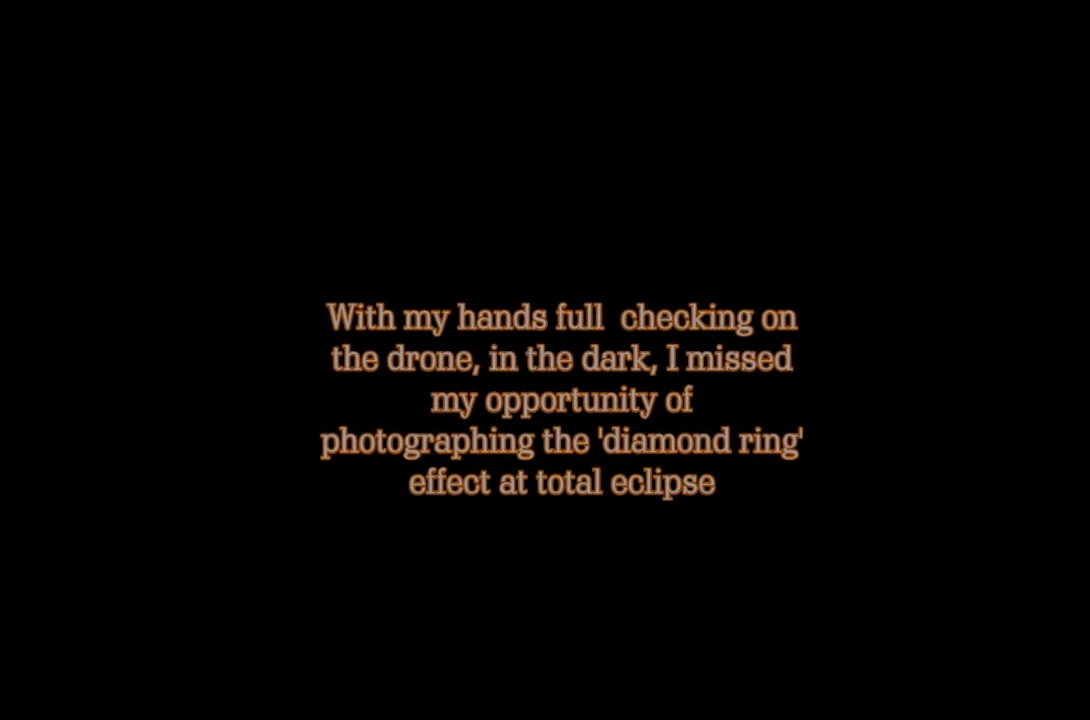 With my hands full  checking on
the drone, in the dark, I missed
my opportunity of
photographing the 'diamond ring'
effect at total eclipse